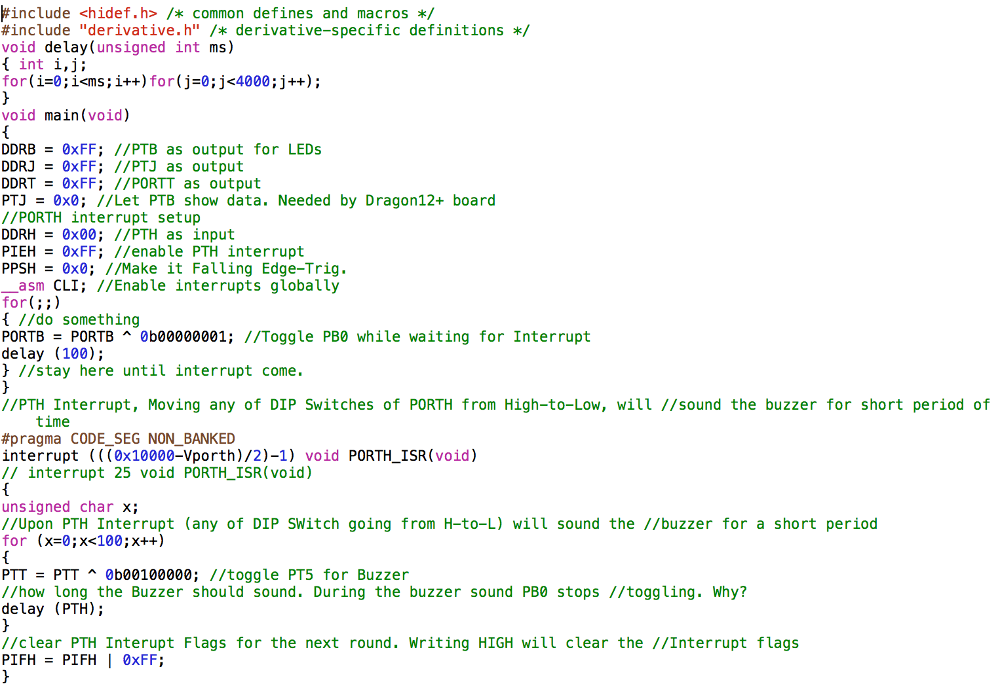 #include <hidef.h> /* common defines and macros */
#include "derivative.h" /* derivative-specific definitions */
void delay(unsigned int ms)
{ int i,j;
for(i=0;i<ms;i++)for(j=0;j<4000;j++);
}
void main(void)
{
DDRB = 0xFF; //PTB as output for LEDs
DDRJ = 0xFF; //PTJ as output
DDRT = 0xFF; //PORTT as output
PTJ = 0x0; //Let PTB show data. Needed by Dragon12+ board
//PORTH interrupt setup
DDRH = 0x00; //PTH as input
PIEH = 0xFF; //enable PTH interrupt
PPSH = 0x0; //Make it Falling Edge-Trig.
__asm CLI; //Enable interrupts globally
for(;;)
{ //do something
PORTB = PORTB ^ 0b00000001; //Toggle PB0 while waiting for Interrupt
delay (100);
} //stay here until interrupt come.
}
//PTH Interrupt, Moving any of DIP Switches of PORTH from High-to-Low, will //sound the buzzer for short period of
time
#pragma CODE_SEG NON_BANKED
interrupt (((0x10000-Vporth)/2)-1) void PORTH_ISR(void)
// interrupt 25 void PORTH_ISR(void)
{
unsigned char x;
//Upon PTH Interrupt (any of DIP SWitch going from H-to-L) will sound the //buzzer for a short period
for (x=0;x<100;x++)
{
PTT = PTT ^ 0b00100000; //toggle PT5 for Buzzer
//how long the Buzzer should sound. During the buzzer sound PB0 stops //toggling. Why?
delay (PTH);
}
//clear PTH Interupt Flags for the next round. Writing HIGH will clear the //Interrupt flags
PIFH = PIFH | 0xFF;
}